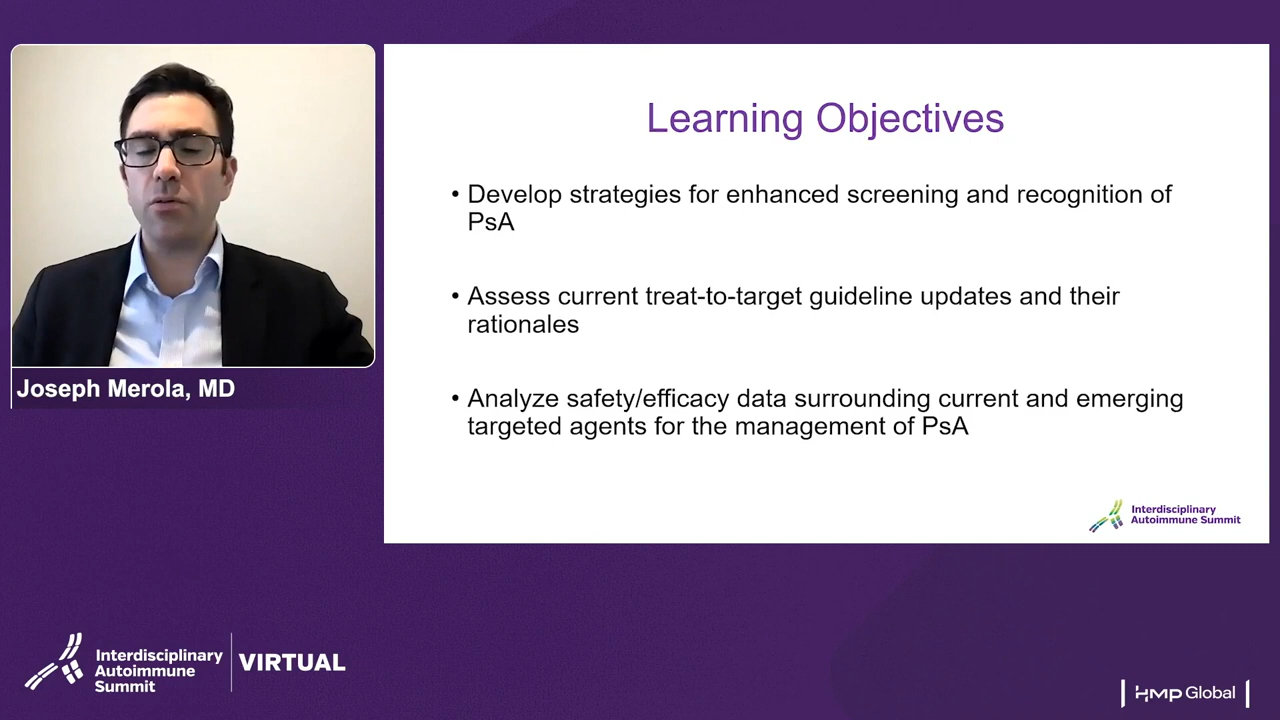 Joseph Merola, MD
Learning Objectives
• Develop strategies for enhanced screening and recognition of
PsA
• Assess current treat-to-target guideline updates and their
rationales
• Analyze safety/efficacy data surrounding current and emerging
targeted agents for the management of PsA
Interdisciplinary
Autoimmune Summit
Interdisciplinary
Autoimmune
Summit
VIRTUAL
HMP Global